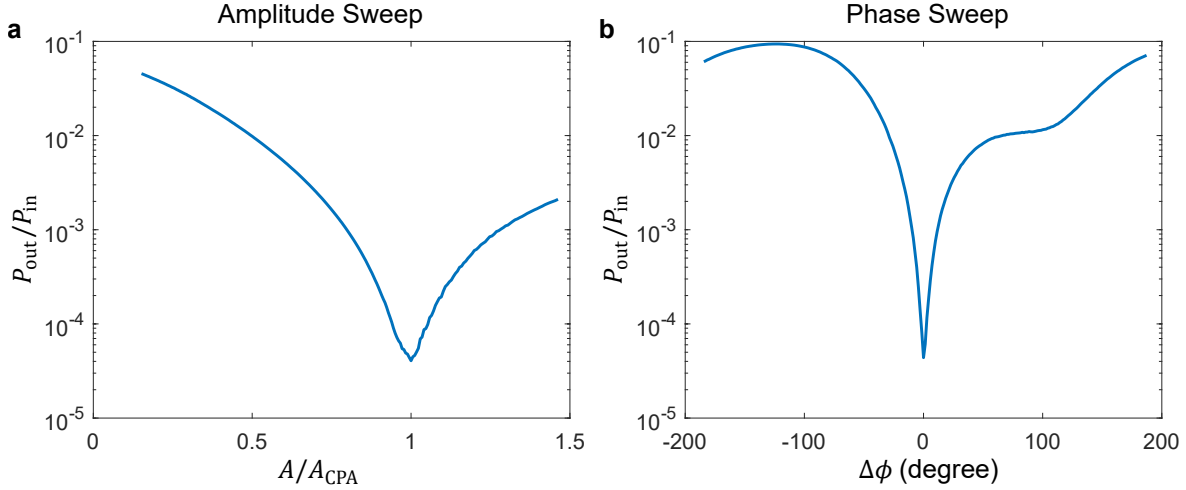 Amplitude Sweep
a
10⁻¹
10⁻²
10⁻³
10⁻⁴
10⁻⁵
P_out/P_in
0 0.5 1 1.5
A/A_CPA
Phase Sweep
b
10⁻¹
10⁻²
10⁻³
10⁻⁴
10⁻⁵
P_out/P_in
-200 -100 0 100 200
Δϕ (degree)